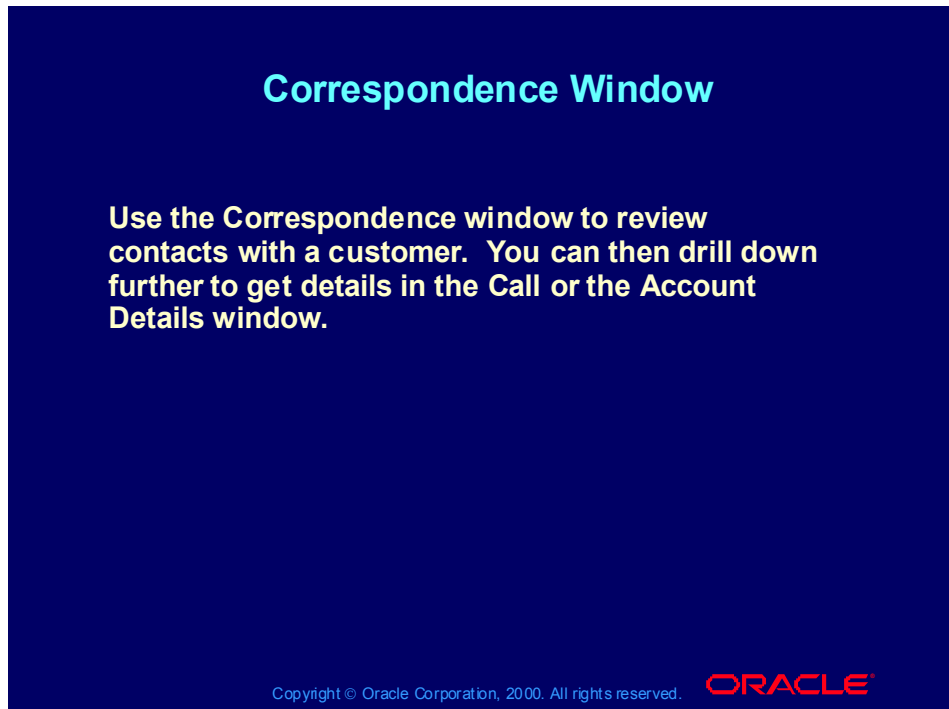 Correspondence Window
Use the Correspondence window to review
contacts with a customer.  You can then drill down
further to get details in the Call or the Account
Details window.
Copyright © Oracle Corporation, 2000. All rights reserved.
ORACLE